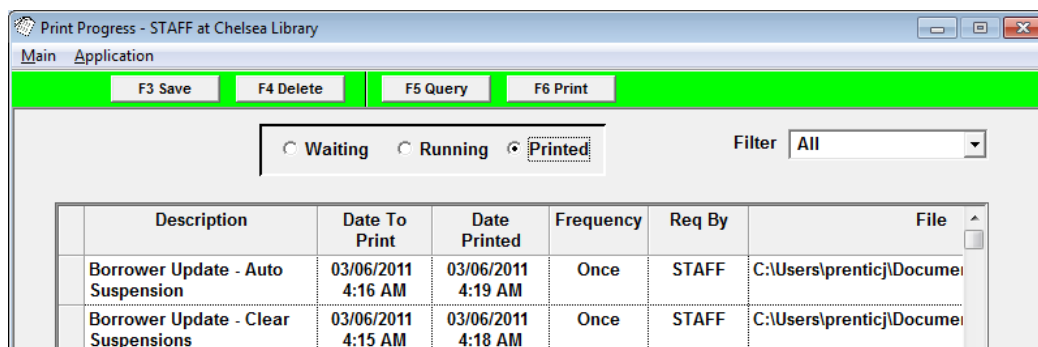 Print Progress - STAFF at Chelsea Library
Main Application
F3 Save F4 Delete F5 Query F6 Print
Waiting Running Printed Filter All
Description Date To Print Date Printed Frequency Req By File
Borrower Update - Auto 03/06/2011 03/06/2011 Once STAFF C:\Users\prenticj\Documen
Suspension 4:16 AM 4:19 AM
Borrower Update - Clear 03/06/2011 03/06/2011 Once STAFF C:\Users\prenticj\Documen
Suspensions 4:15 AM 4:18 AM